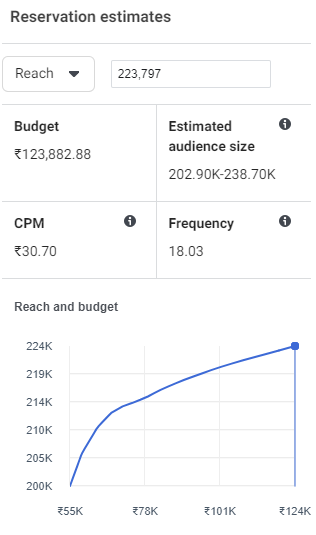 Reservation estimates
Reach
223,797
Budget
₹123,882.88
Estimated
audience size
202.90K-238.70K
CPM
₹30.70
Frequency
18.03
Reach and budget
224K
219K
214K
210K
205K
200K
₹55K
₹78K
₹101K
₹124K